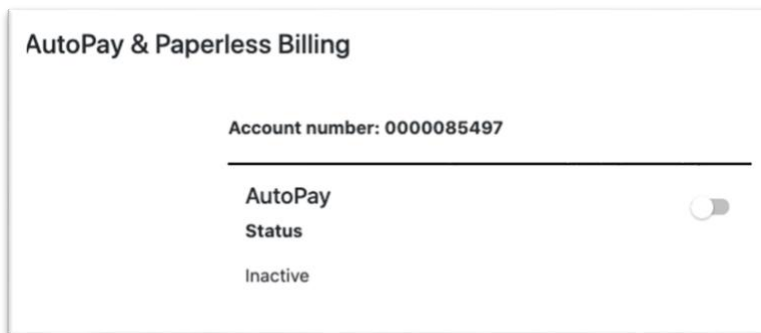 AutoPay & Paperless Billing
Account number: 0000085497
AutoPay
Status
Inactive